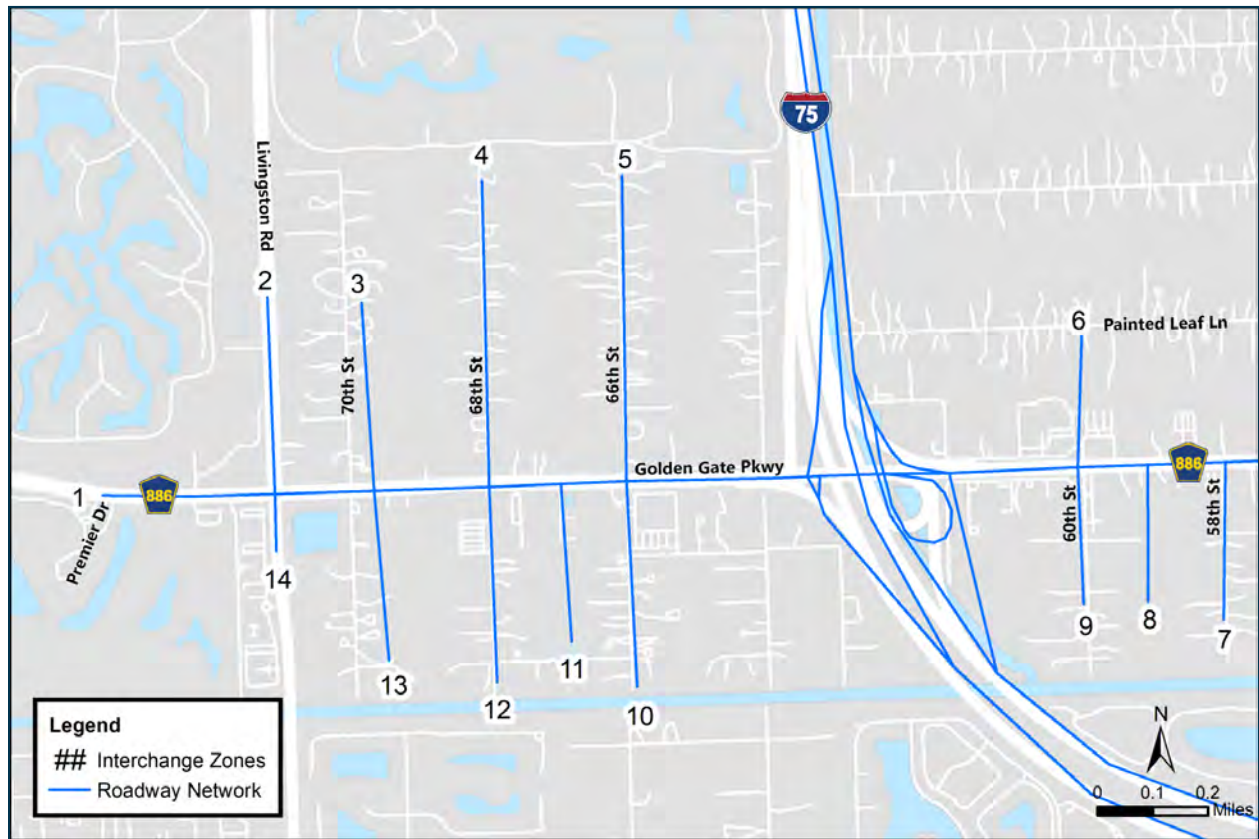 75
4
5
Livingston Rd
2
3
6
Painted Leaf Ln
70th St
68th St
66th St
Golden Gate Pkwy
886
1
886
Premier Dr
60th St
58th St
14
13
12
11
10
9
8
7
Legend
## Interchange Zones
Roadway Network
N
0 0.1 0.2
Miles